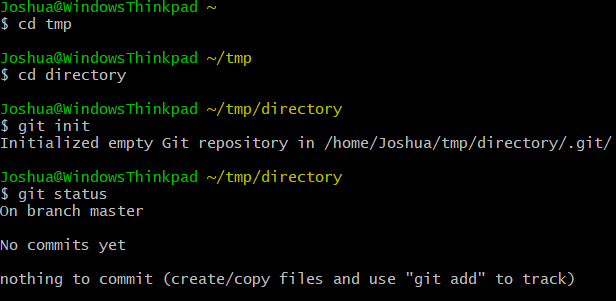 Joshua@WindowsThinkpad ~
$ cd tmp
Joshua@WindowsThinkpad ~/tmp
$ cd directory
Joshua@WindowsThinkpad ~/tmp/directory
$ git init
Initialized empty Git repository in /home/Joshua/tmp/directory/.git/
Joshua@WindowsThinkpad ~/tmp/directory
$ git status
On branch master
No commits yet
nothing to commit (create/copy files and use "git add" to track)